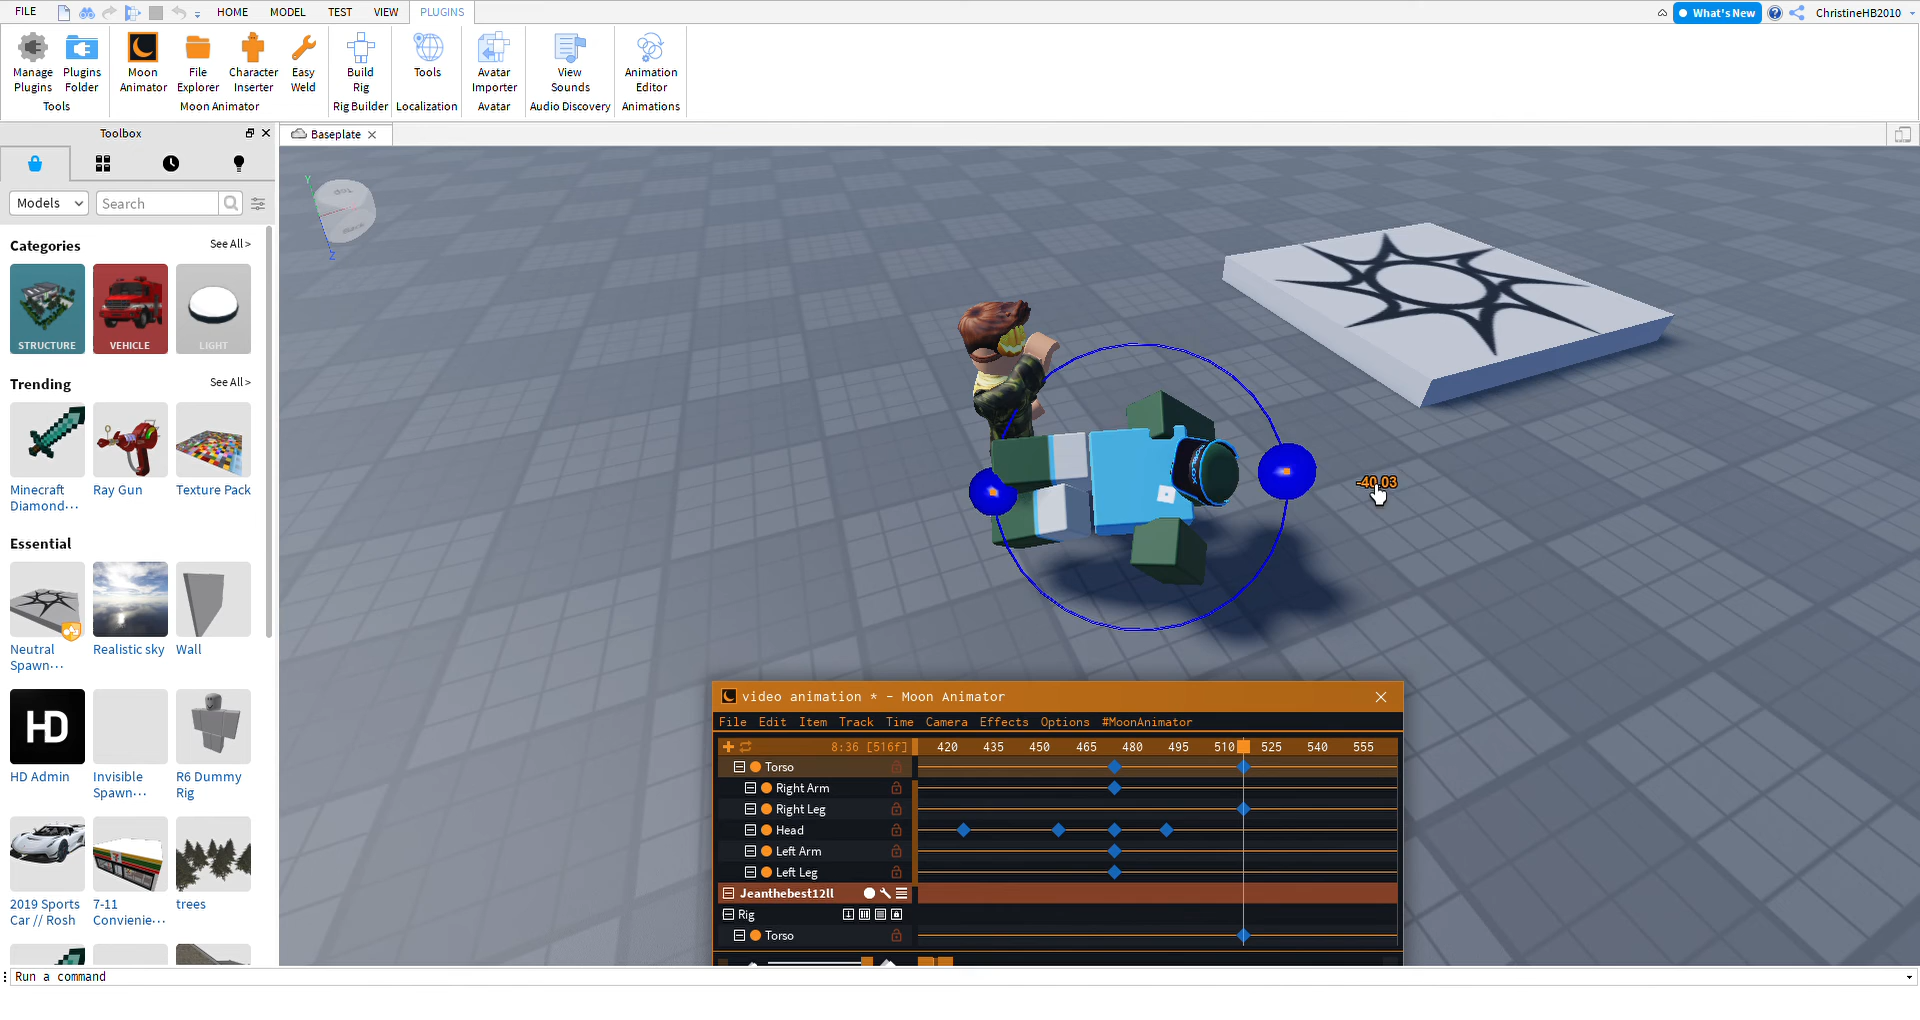 FILE HOME MODEL TEST VIEW PLUGINS What's New ChristineHB2010
Manage Plugins
Plugins Folder
Moon Animator
File Explorer
Character Inserter
Easy Weld
Build Rig
Tools
Avatar Importer
View Sounds
Animation Editor
Tools Moon Animator Rig Builder Localization Avatar Audio Discovery Animations
Toolbox
Baseplate
Models Search
Categories See All >
STRUCTURE VEHICLE LIGHT
Trending See All >
Minecraft Diamond···
Ray Gun
Texture Pack
Essential
Neutral Spawn···
Realistic sky
Wall
HD
HD Admin
Invisible Spawn···
R6 Dummy Rig
2019 Sports Car // Rosh
7-11 Convienie···
trees
Y
Z
-40.03
video animation * - Moon Animator
File Edit Item Track Time Camera Effects Options #MoonAnimator
8:36 [516f] 420 435 450 465 480 495 510 525 540 555
Torso
Right Arm
Right Leg
Head
Left Arm
Left Leg
Jeanthebest12ll
Rig
Torso
Run a command